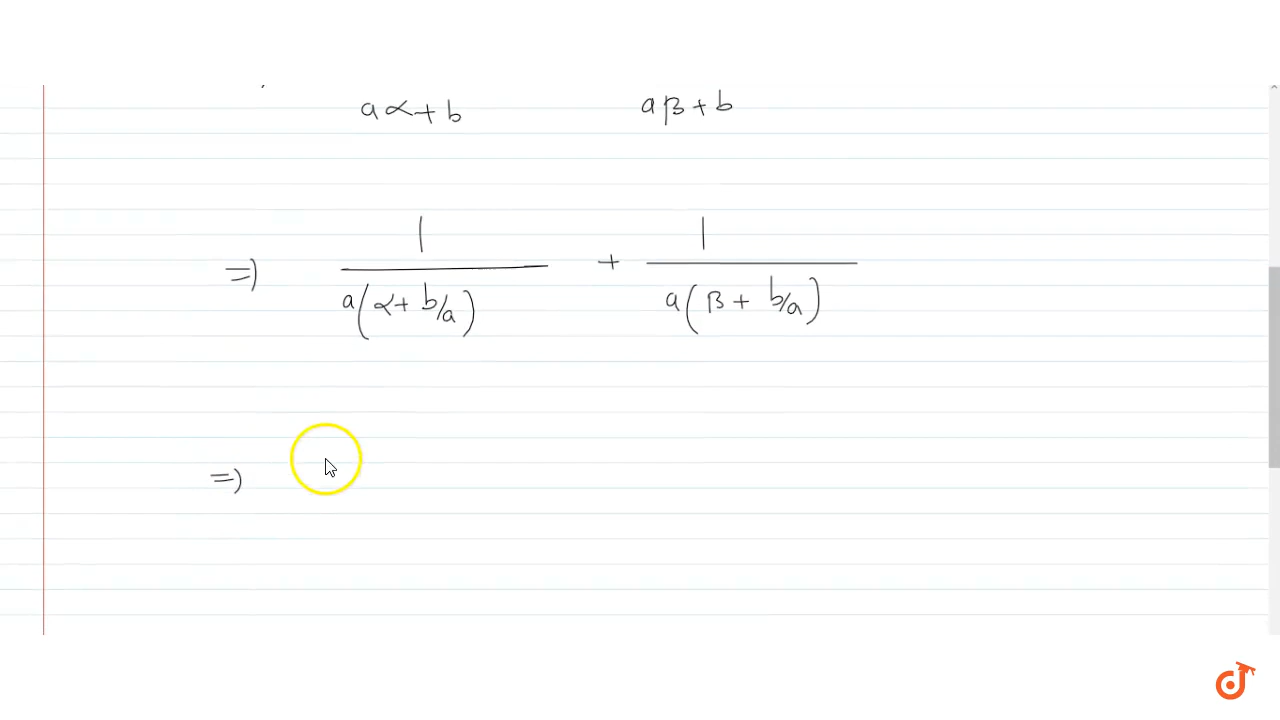 aα+b aβ+b
1 1
⇒ ———— + ————
a(α+ b/a) a(β+ b/a)
⇒